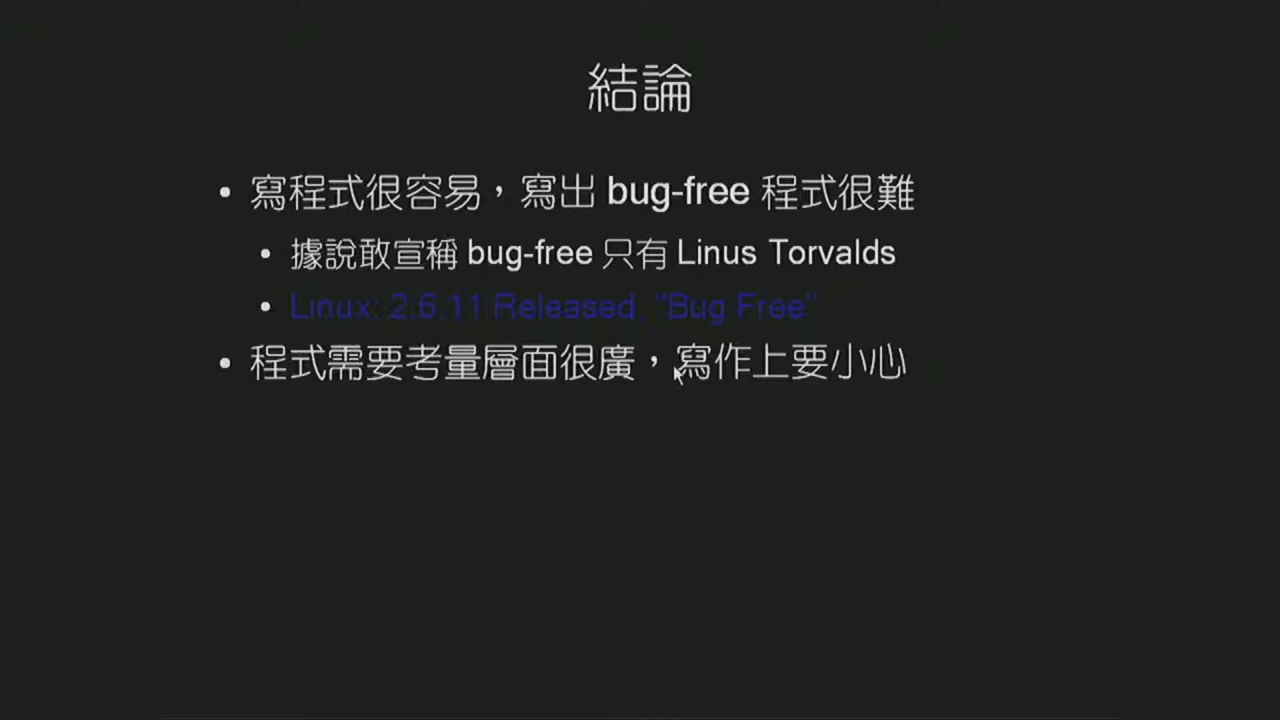 結論
寫程式很容易，寫出 bug-free 程式很難
據說敢宣稱 bug-free 只有 Linus Torvalds
Linux: 2.6.11 Released, "Bug Free"
程式需要考量層面很廣，寫作上要小心